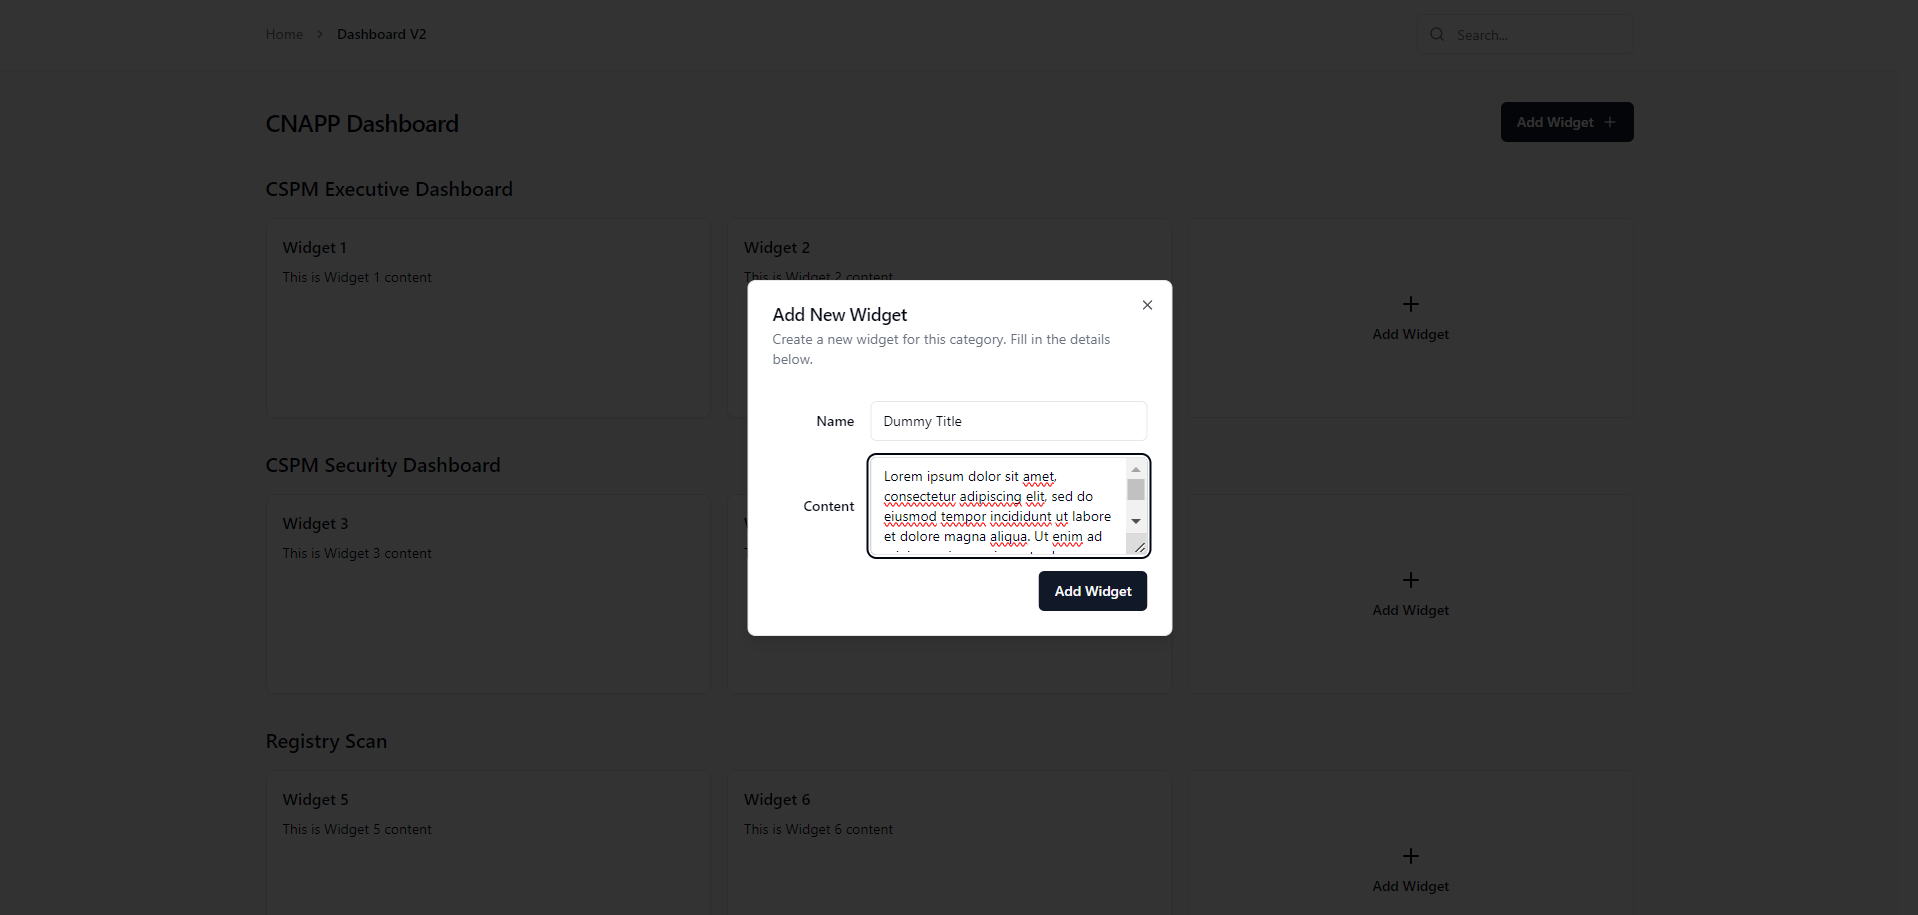 Home > Dashboard V2
Search...
CNAPP Dashboard
Add Widget +
CSPM Executive Dashboard
Widget 1
This is Widget 1 content
Widget 2
This is Widget 2 content
Add Widget
Add New Widget
Create a new widget for this category. Fill in the details
below.
Name
Dummy Title
Content
Lorem ipsum dolor sit amet,
consectetur adipiscing elit, sed do
eiusmod tempor incididunt ut labore
et dolore magna aliqua. Ut enim ad
Add Widget
CSPM Security Dashboard
Widget 3
This is Widget 3 content
Add Widget
Registry Scan
Widget 5
This is Widget 5 content
Widget 6
This is Widget 6 content
Add Widget